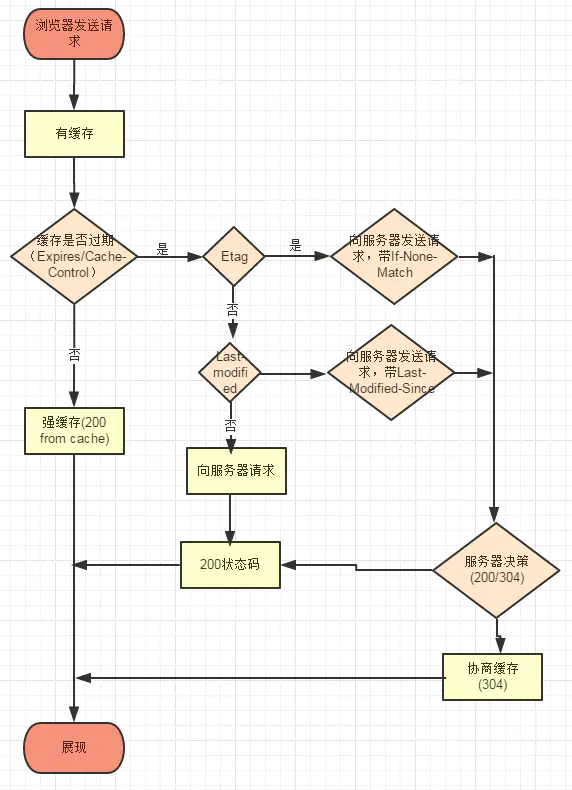 浏览器发送请
求
有缓存
缓存是否过期
（Expires/Cache-
Control）
是
Etag
是
向服务器发送请
求，带If-None-
Match
否
否
Last-
modifi
ed
向服务器发送请
求，带Last-
Modified-Since
强缓存(200
from cache)
否
向服务器请求
200状态码
服务器决策
(200/304)
协商缓存
(304)
展现